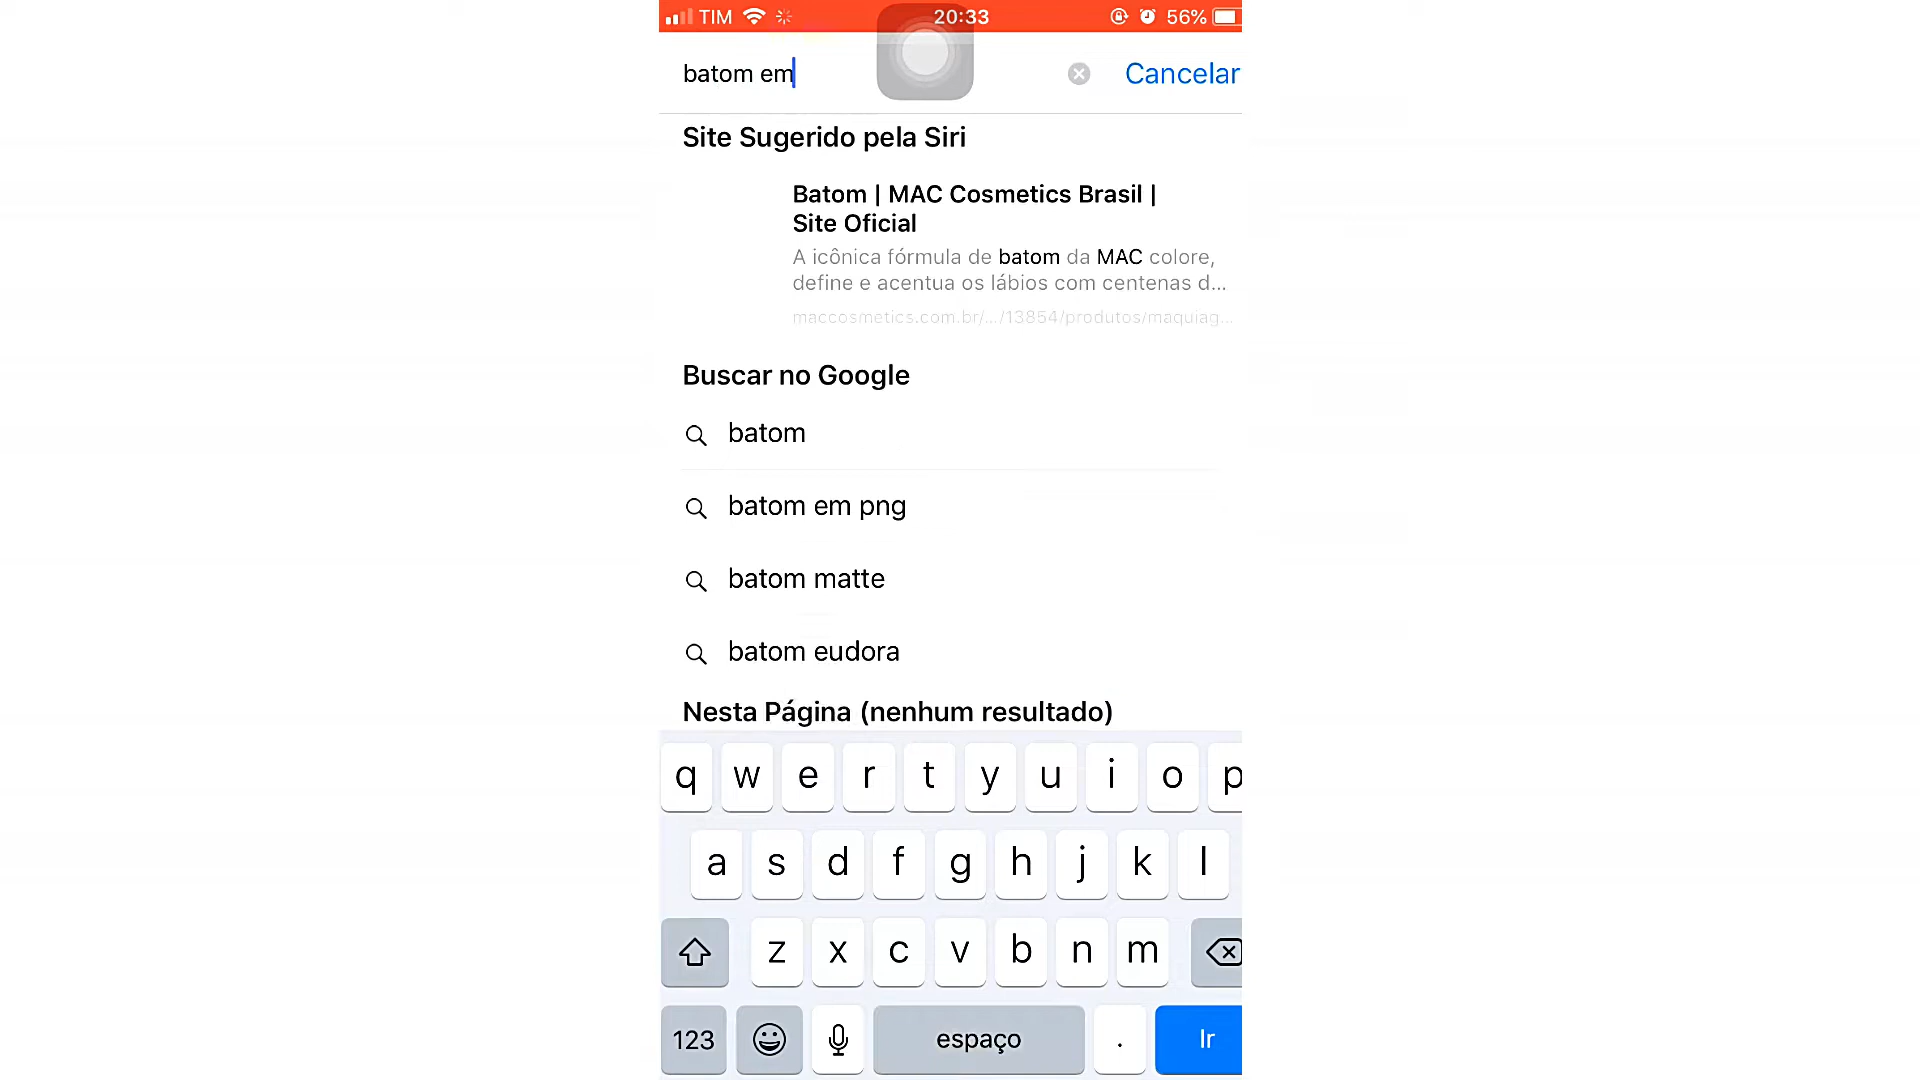 TIM 20:33 56%
batom em Cancelar
Site Sugerido pela Siri
Batom | MAC Cosmetics Brasil |
Site Oficial
A icônica fórmula de batom da MAC colore,
define e acentua os lábios com centenas d...
maccosmetics.com.br/.../13854/produtos/maquiag...
Buscar no Google
batom
batom em png
batom matte
batom eudora
Nesta Página (nenhum resultado)
q w e r t y u i o p
a s d f g h j k l
z x c v b n m
123 espaço . Ir